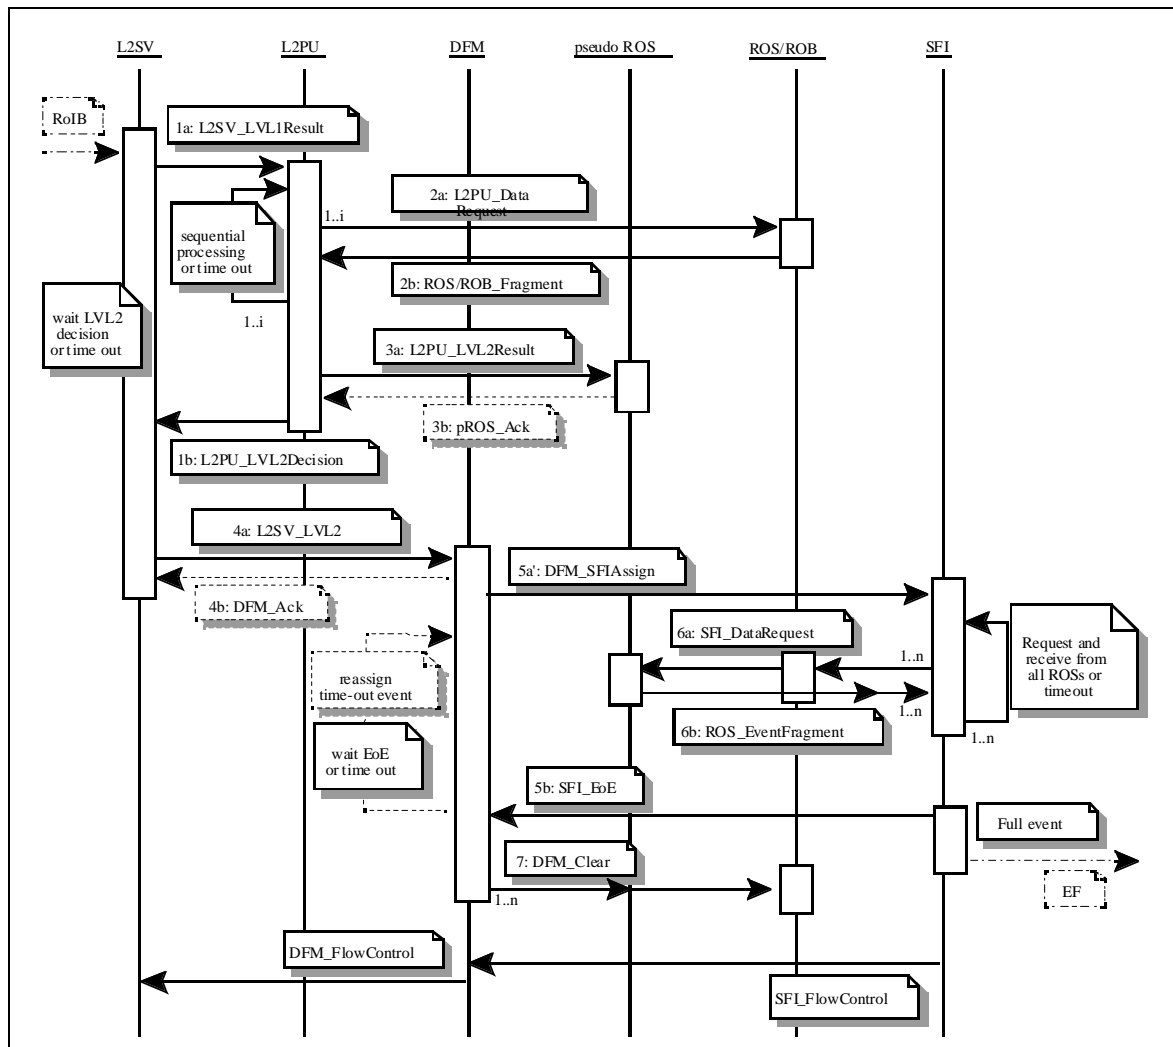 L2SV
L2PU
DFM
pseudo ROS
ROS/ROB
SFI
RoIB
1a: L2SV_LVL1Result
2a: L2PU_Data
Request
1..i
sequential
processing
or time out
2b: ROS/ROB_Fragment
1..i
wait LVL2
decision
or time out
3a: L2PU_LVL2Result
3b: pROS_Ack
1b: L2PU_LVL2Decision
4a: L2SV_LVL2
5a': DFM_SFIAssign
4b: DFM_Ack
6a: SFI_DataRequest
1..n
Request and
receive from
all ROSs or
timeout
reassign
time-out event
1..n
6b: ROS_EventFragment
1..n
wait EoE
or time out
5b: SFI_EoE
Full event
7: DFM_Clear
1..n
EF
DFM_FlowControl
SFI_FlowControl